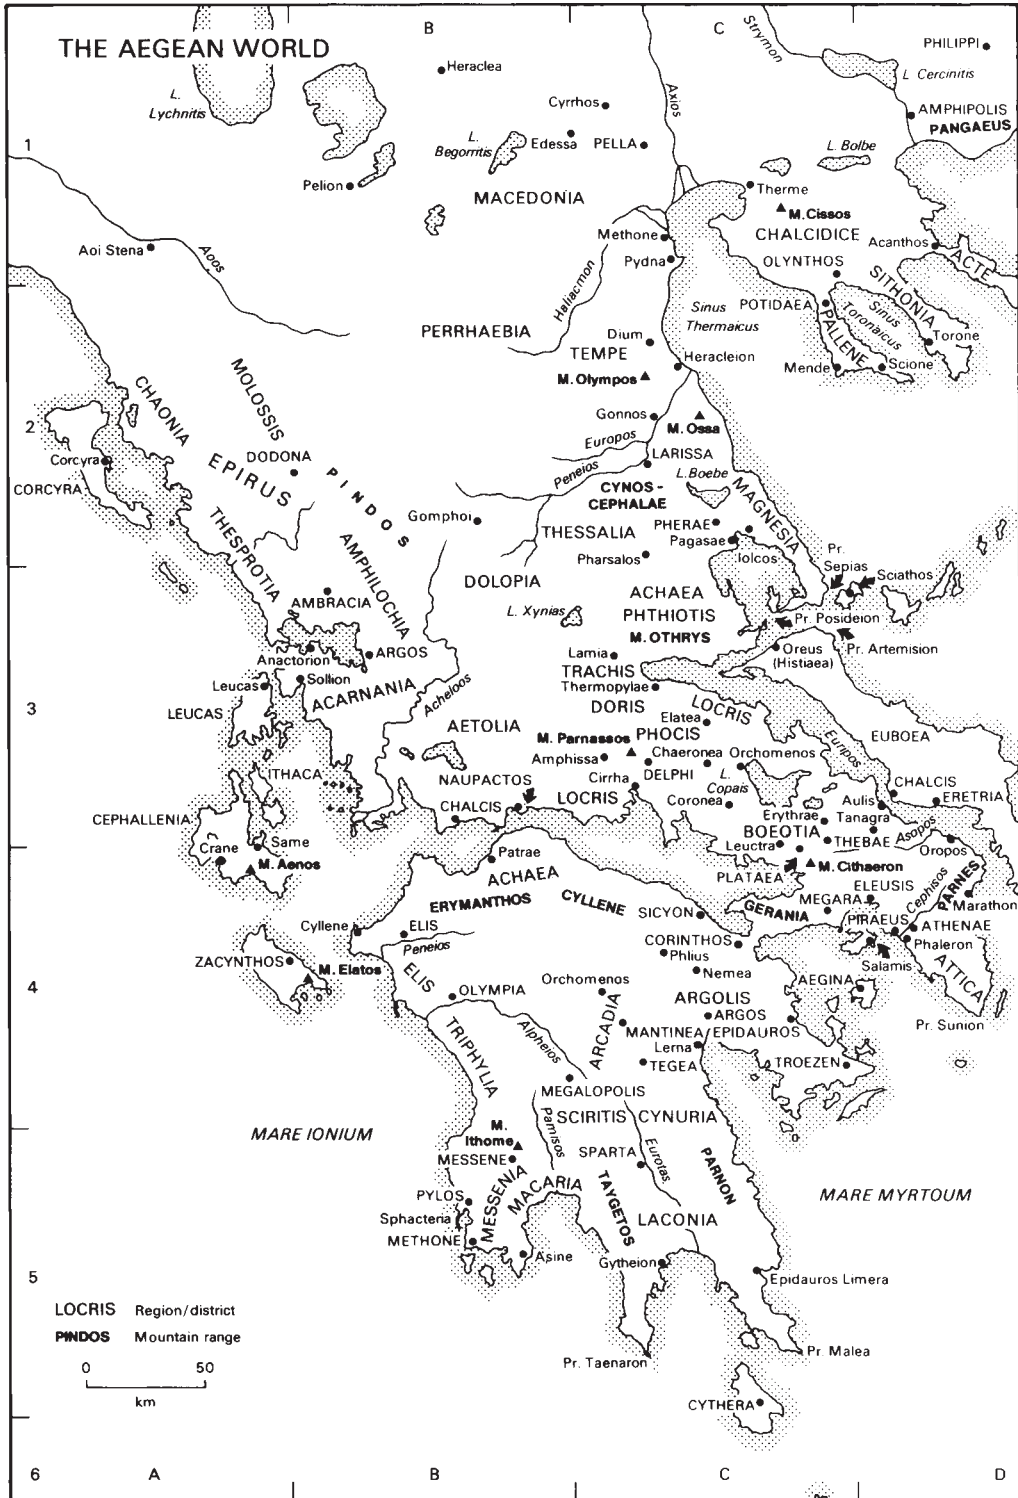 THE AEGEAN WORLD
B
C
Strymon
PHILIPPI
L. Cercinitis
Heraclea
L.
Lychnitis
Cyrrhos
Axios
AMPHIPOLIS
PANGAEUS
1
L.
Begorritis
Edessa
PELLA
L. Bolbe
Pelion
MACEDONIA
Therme
M. Cissos
CHALCIDICE
Aoi Stena
Aoos
Methone
Pydna
Acanthos
ACTE
OLYNTHOS
SITHONIA
Haliacmon
Sinus
Thermaicus
POTIDAEA
Sinus
Toronaicus
PALLENE
PERRHAEBIA
Dium
TEMPE
Torone
Heracleion
Mende
Scione
M. Olympos
CHAONIA
MOLOSSIS
Gonnos
M. Ossa
2
Europos
Corcyra
DODONA
LARISSA
Peneios
L. Boebe
CORCYRA
EPIRUS
PINDOS
CYNOS-
CEPHALAE
MAGNESIA
Gomphoi
THESSALIA
PHERAE
Pagasae
Iolcos
THESPROTIA
AMPHILOCHIA
Pharsalos
Pr.
Sepias
Sciathos
DOLOPIA
AMBRACIA
ACHAEA
PHTHIOTIS
L. Xynias
Pr. Posideion
M. OTHRYS
Anactorion
ARGOS
Lamia
Oreus
(Histiaea)
Pr. Artemision
TRACHIS
Leucas
Sollion
Thermopylae
ACARNANIA
Acheloos
3
LEUCAS
DORIS
LOCRIS
Elatea
AETOLIA
PHOCIS
Euripos
EUBOEA
M. Parnassos
Amphissa
Chaeronea
Orchomenos
DELPHI
ITHACA
NAUPACTOS
Cirrha
L.
Copais
CHALCIS
CEPHALLENIA
CHALCIS
LOCRIS
Coronea
Aulis
ERETRIA
Erythrae
Tanagra
BOEOTIA
Asopos
Crane
Same
Leuctra
THEBAE
Oropos
M. Aenos
Patrae
PLATAEA
M. Cithaeron
ACHAEA
Cephisos
PARNES
ERYMANTHOS
CYLLENE
ELEUSIS
MEGARA
Marathon
SICYON
GERANIA
PIRAEUS
Cyllene
ELIS
ATHENAE
Peneios
CORINTHOS
Phaleron
ZACYNTHOS
M. Elatos
Phlius
Salamis
ATTICA
ELIS
Nemea
4
Orchomenos
AEGINA
OLYMPIA
ARGOLIS
ARGOS
Pr. Sunion
TRIPHYLIA
Alpheios
ARCADIA
MANTINEA
EPIDAUROS
Lerna
TEGEA
TROEZEN
MEGALOPOLIS
SCIRITIS
CYNURIA
MARE IONIUM
M.
Ithome
Pamisos
SPARTA
Eurotas
MESSENE
PARNON
MARE MYRTOUM
MESSENIA
MACARIA
TAYGETOS
PYLOS
Sphacteria
METHONE
LACONIA
Asine
Gytheion
5
Epidauros Limera
LOCRIS Region/district
PINDOS Mountain range
0 50
km
Pr. Taenaron
Pr. Malea
CYTHERA
6
A
B
C
D